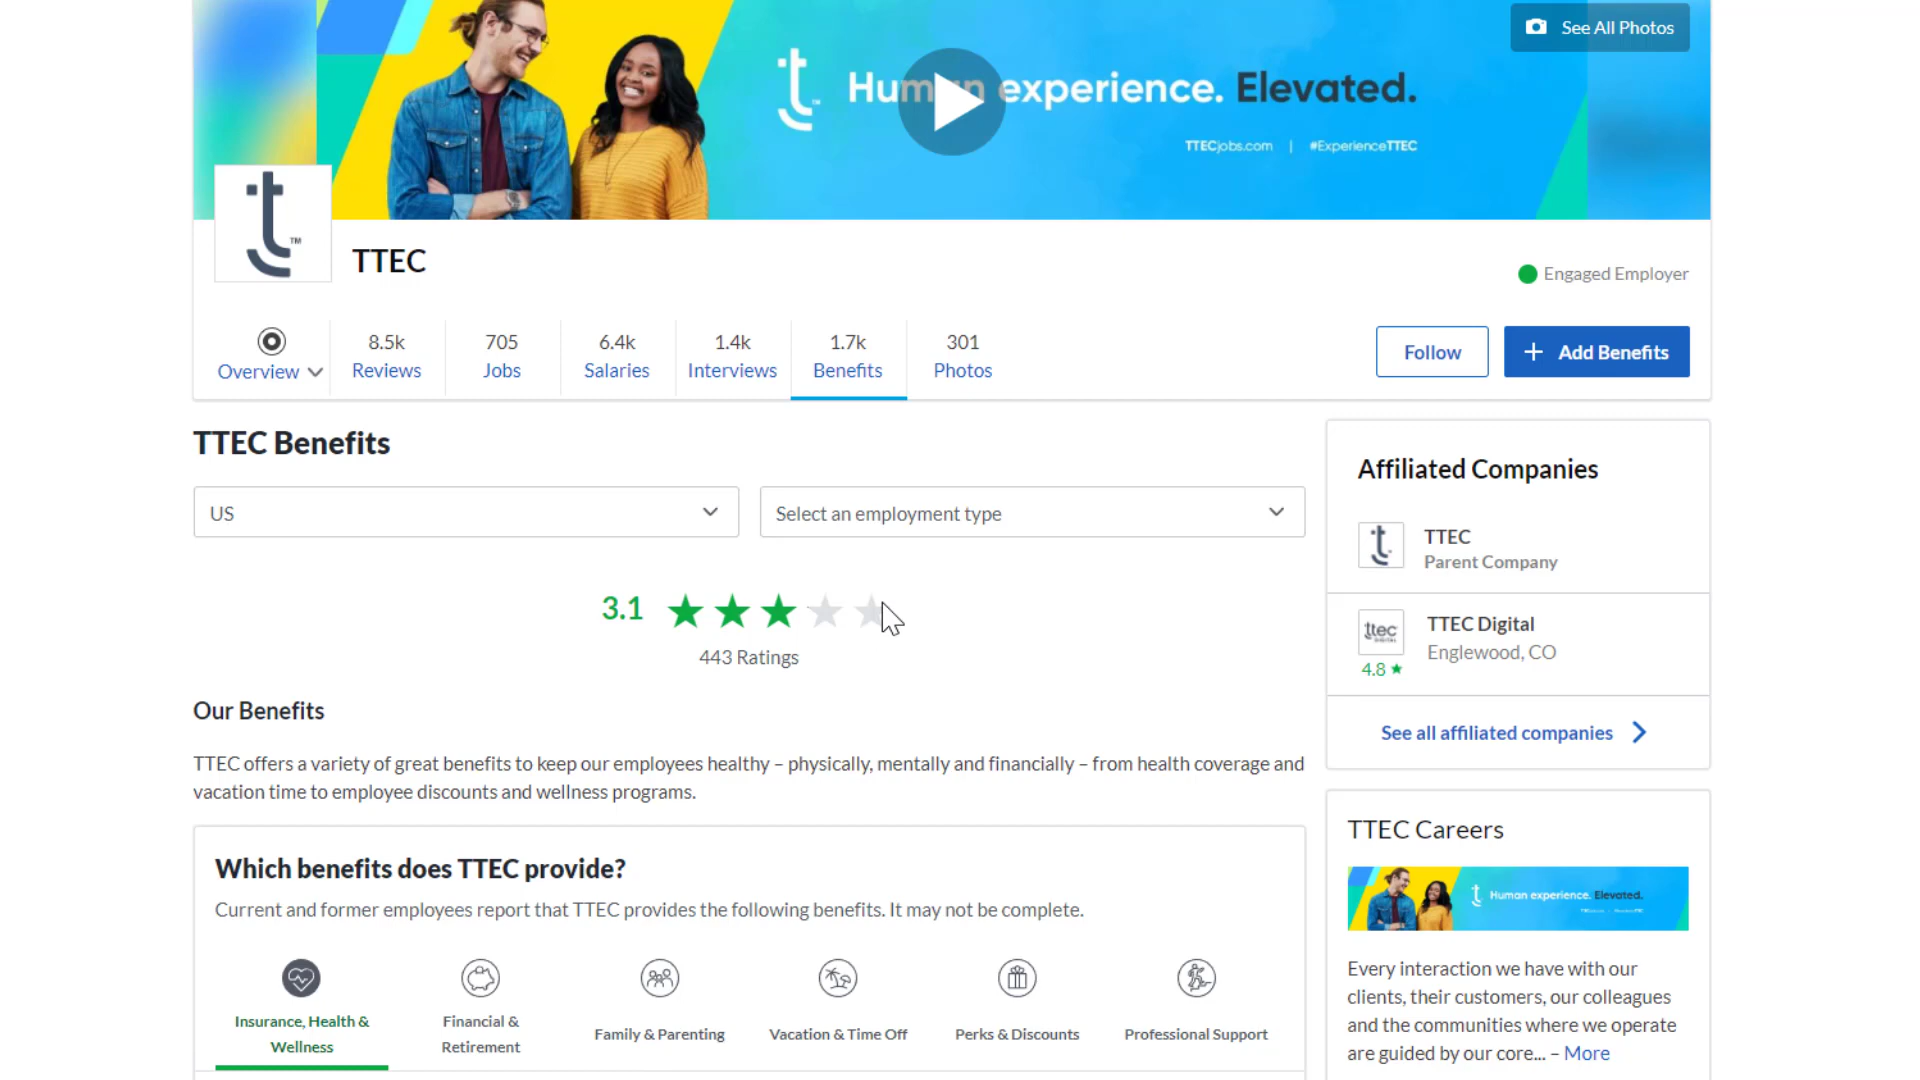 See All Photos
Human experience. Elevated.
TTECjobs.com | #ExperienceTTEC
t™
TTEC
Engaged Employer
Overview
8.5k
Reviews
705
Jobs
6.4k
Salaries
1.4k
Interviews
1.7k
Benefits
301
Photos
Follow
+ Add Benefits
TTEC Benefits
US
Select an employment type
3.1
443 Ratings
Our Benefits
TTEC offers a variety of great benefits to keep our employees healthy – physically, mentally and financially – from health coverage and
vacation time to employee discounts and wellness programs.
Which benefits does TTEC provide?
Current and former employees report that TTEC provides the following benefits. It may not be complete.
Insurance, Health &
Wellness
Financial &
Retirement
Family & Parenting
Vacation & Time Off
Perks & Discounts
Professional Support
Affiliated Companies
TTEC
Parent Company
ttec
DIGITAL
4.8 ★
TTEC Digital
Englewood, CO
See all affiliated companies
TTEC Careers
Human experience. Elevated.
Every interaction we have with our
clients, their customers, our colleagues
and the communities where we operate
are guided by our core... – More